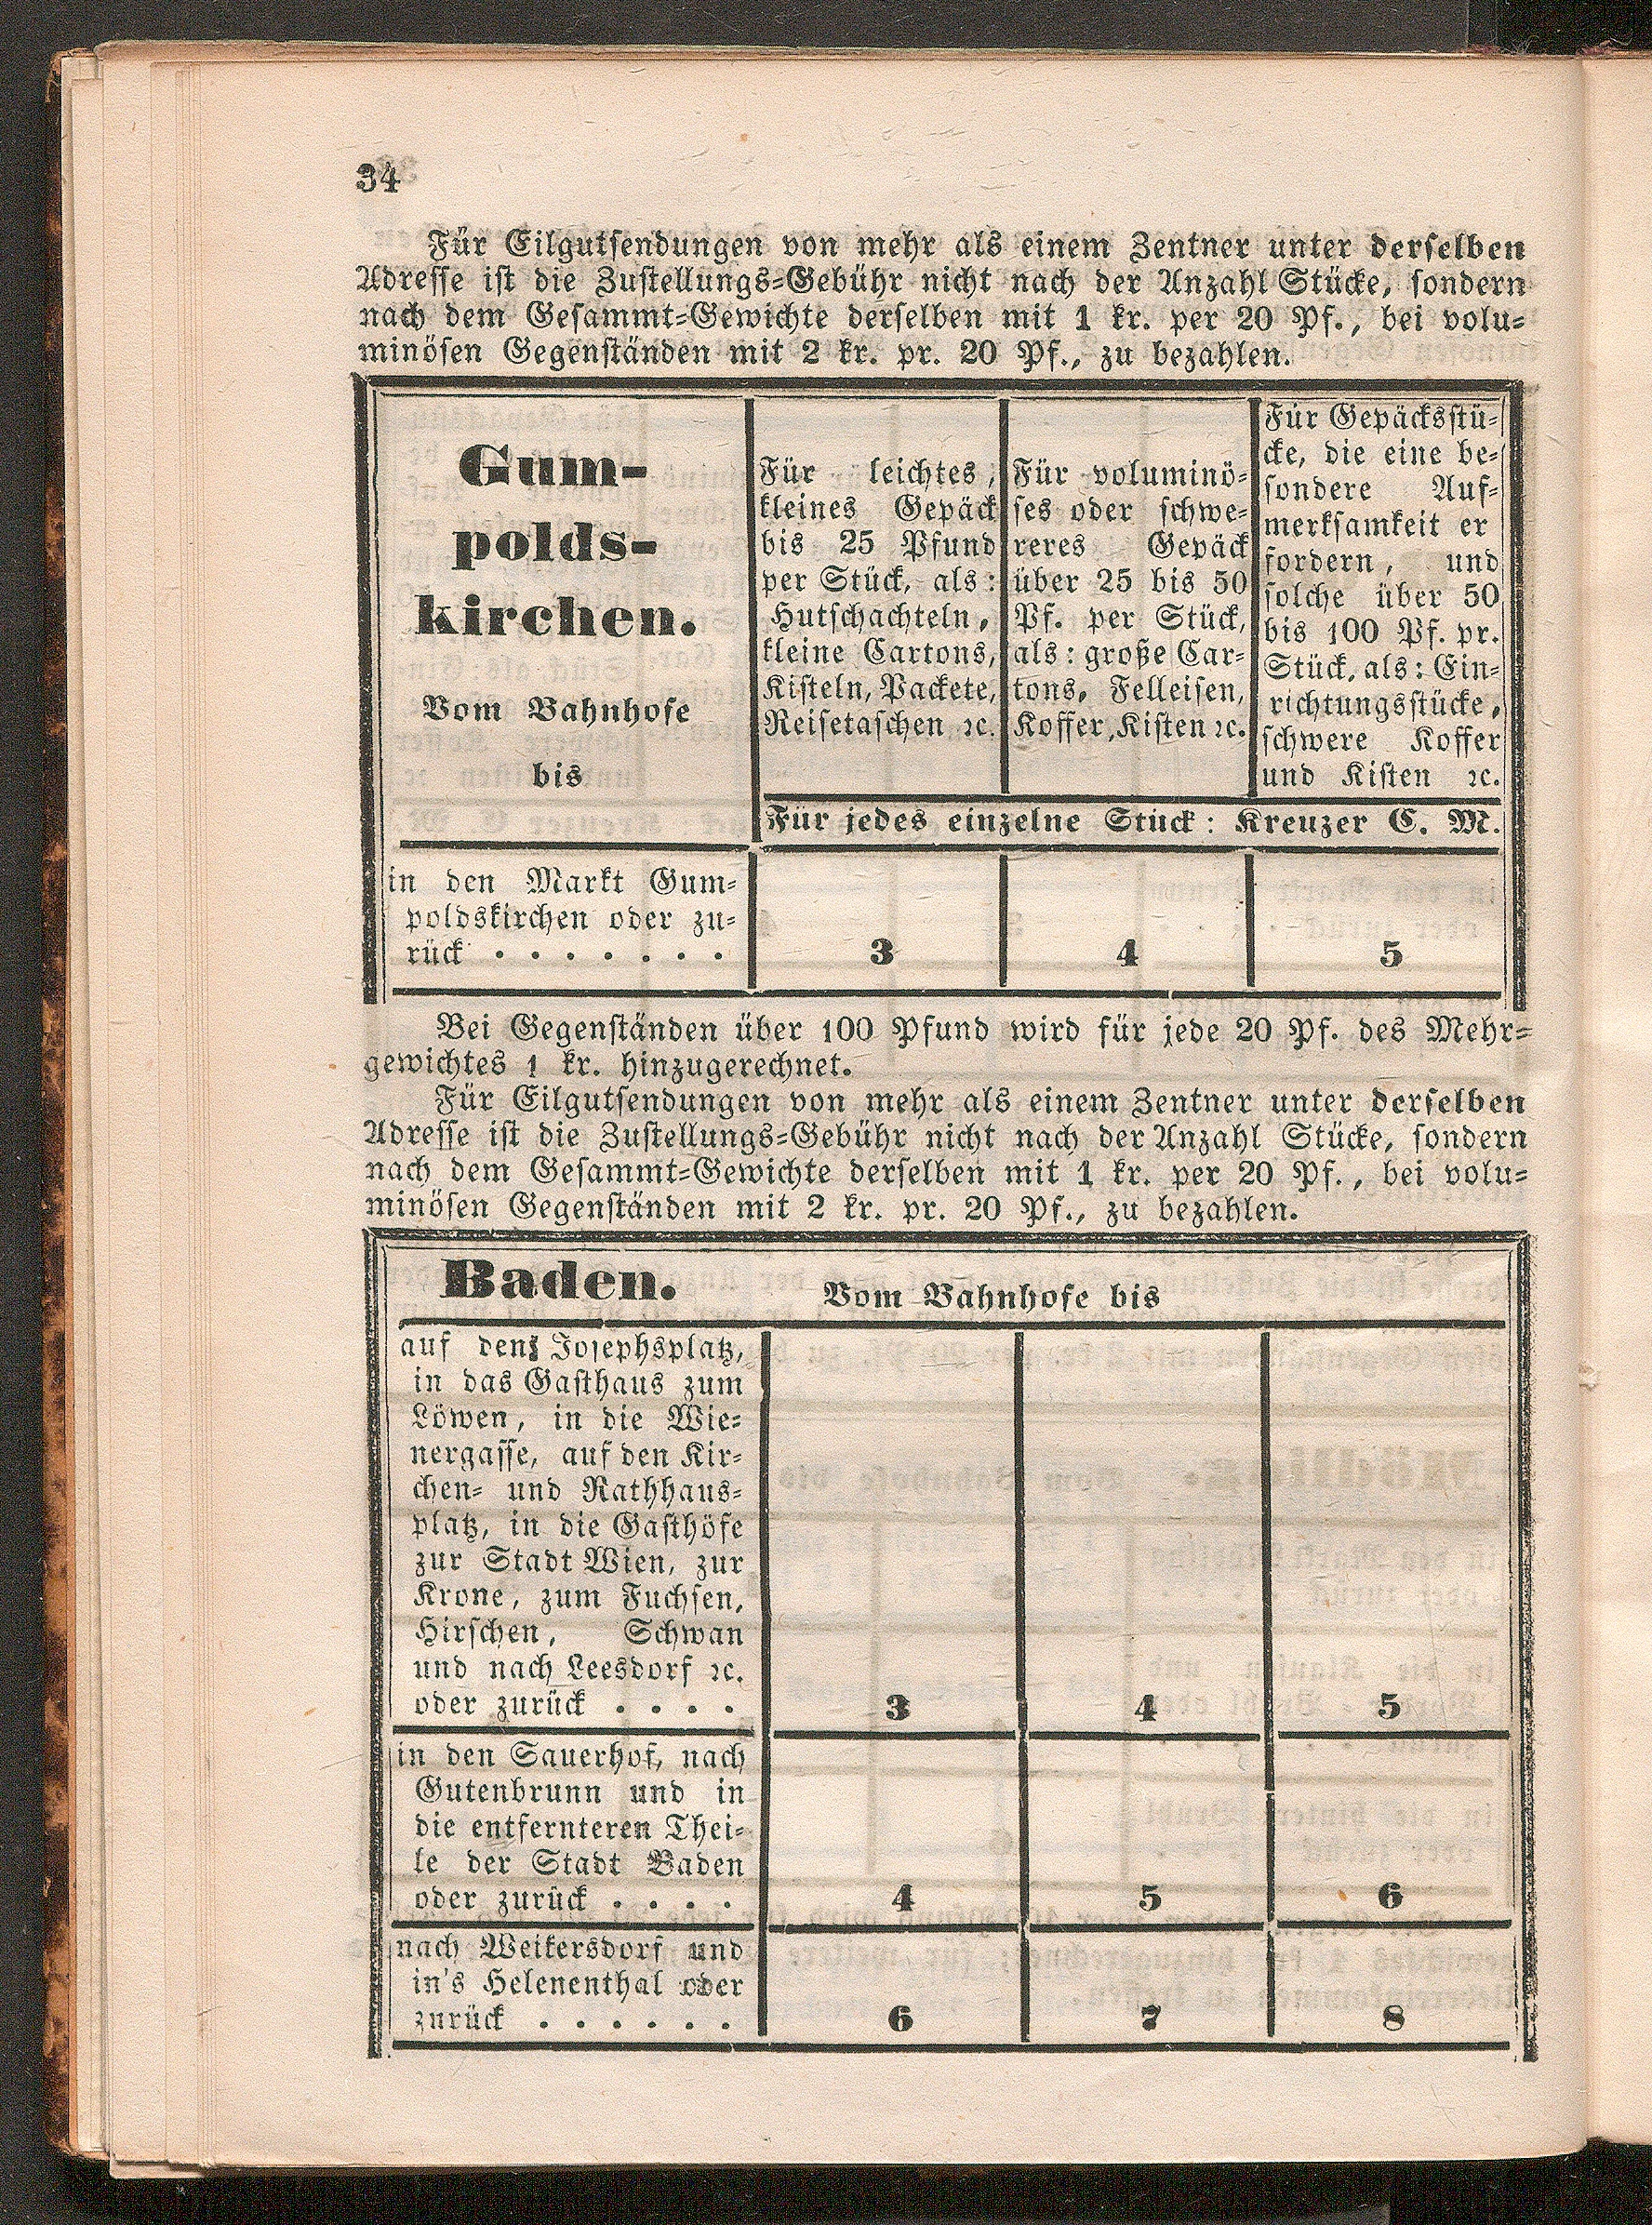 34
Für Eilgutsendungen von mehr als einem Zentner unter derselben
Adresse ist die Zustellungs-Gebühr nicht nach der Anzahl Stücke, sondern
nach dem Gesammt-Gewichte derselben mit 1 kr. per 20 Pf., bei volu-
minösen Gegenständen mit 2 kr. pr. 20 Pf., zu bezahlen.
Gum-
polds-
kirchen.
Vom Bahnhofe
bis
Für leichtes,
kleines Gepäck
bis 25 Pfund
per Stück, als:
Hutschachteln,
kleine Cartons,
Kisteln, Packete,
Reisetaschen ꝛc.
Für voluminö-
ses oder schwe-
reres Gepäck
über 25 bis 50
Pf. per Stück,
als: große Car-
tons, Felleisen,
Koffer, Kisten ꝛc.
Für Gepäcksstü-
cke, die eine be-
sondere Auf-
merksamkeit er
fordern, und
solche über 50
bis 100 Pf. pr.
Stück, als: Ein-
richtungsstücke,
schwere Koffer
und Kisten ꝛc.
Für jedes einzelne Stück: Kreuzer C. M.
in den Markt Gum-
poldskirchen oder zu-
rück . . . . . . . 3 4 5
Bei Gegenständen über 100 Pfund wird für jede 20 Pf. des Mehr-
gewichtes 1 kr. hinzugerechnet.
Für Eilgutsendungen von mehr als einem Zentner unter derselben
Adresse ist die Zustellungs-Gebühr nicht nach der Anzahl Stücke, sondern
nach dem Gesammt-Gewichte derselben mit 1 kr. per 20 Pf., bei volu-
minösen Gegenständen mit 2 kr. pr. 20 Pf., zu bezahlen.
Baden. Vom Bahnhofe bis
auf den Josephsplatz,
in das Gasthaus zum
Löwen, in die Wie-
nergasse, auf den Kir-
chen- und Rathhaus-
platz, in die Gasthöfe
zur Stadt Wien, zur
Krone, zum Fuchsen,
Hirschen, Schwan
und nach Leesdorf ꝛc.
oder zurück . . . . 3 4 5
in den Sauerhof, nach
Gutenbrunn und in
die entfernteren Thei-
le der Stadt Baden
oder zurück . . . . 4 5 6
nach Weikersdorf und
in's Helenenthal oder
zurück . . . . . . 6 7 8